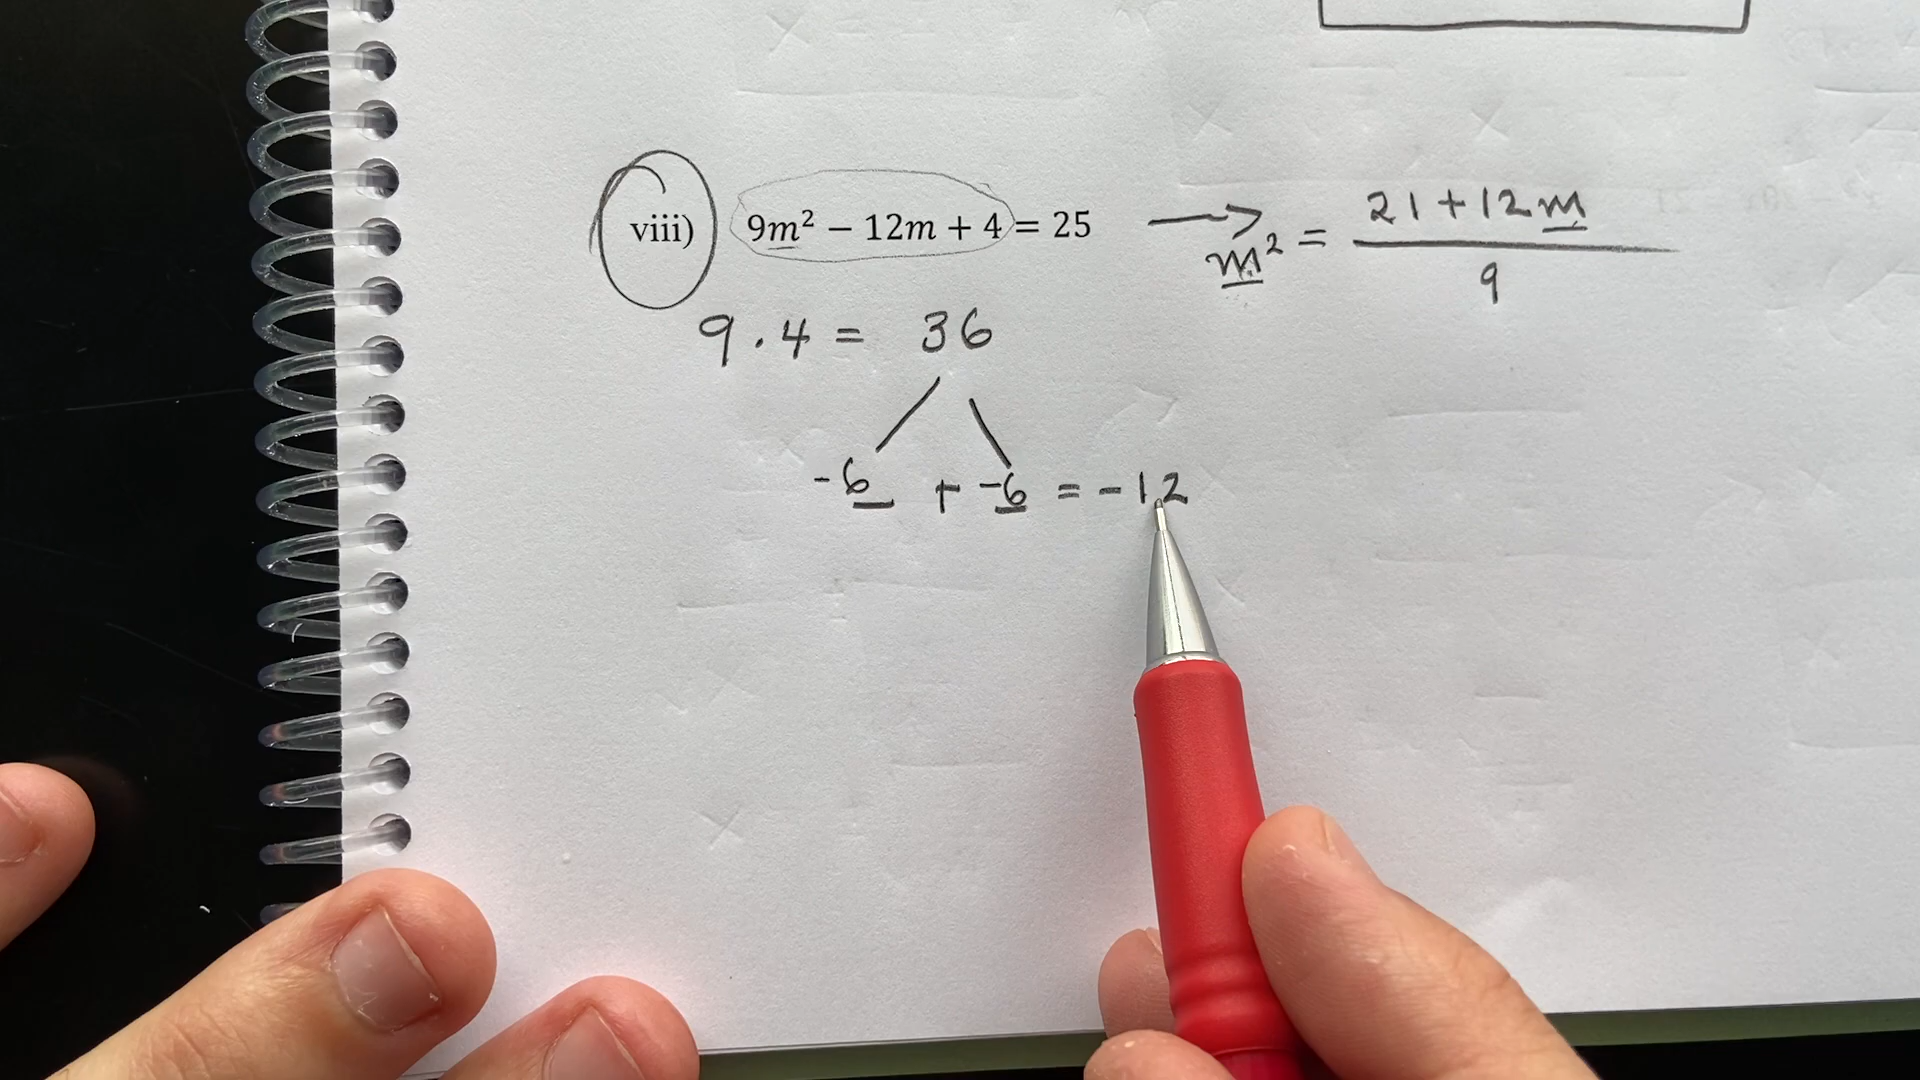 viii) 9m² − 12m + 4 = 25 → m² = (21 + 12m)/9
9 . 4 = 36
-6 + -6 = -12